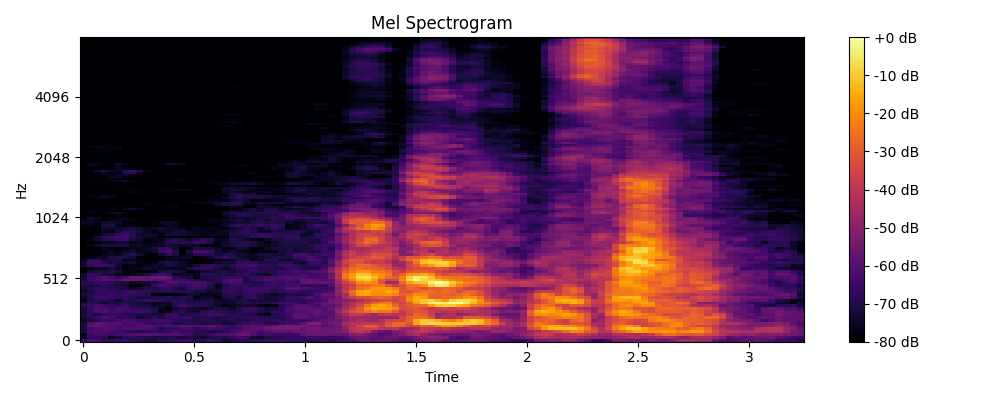 Mel Spectrogram
Hz
4096
2048
1024
512
0
0 0.5 1 1.5 2 2.5 3
Time
+0 dB
-10 dB
-20 dB
-30 dB
-40 dB
-50 dB
-60 dB
-70 dB
-80 dB